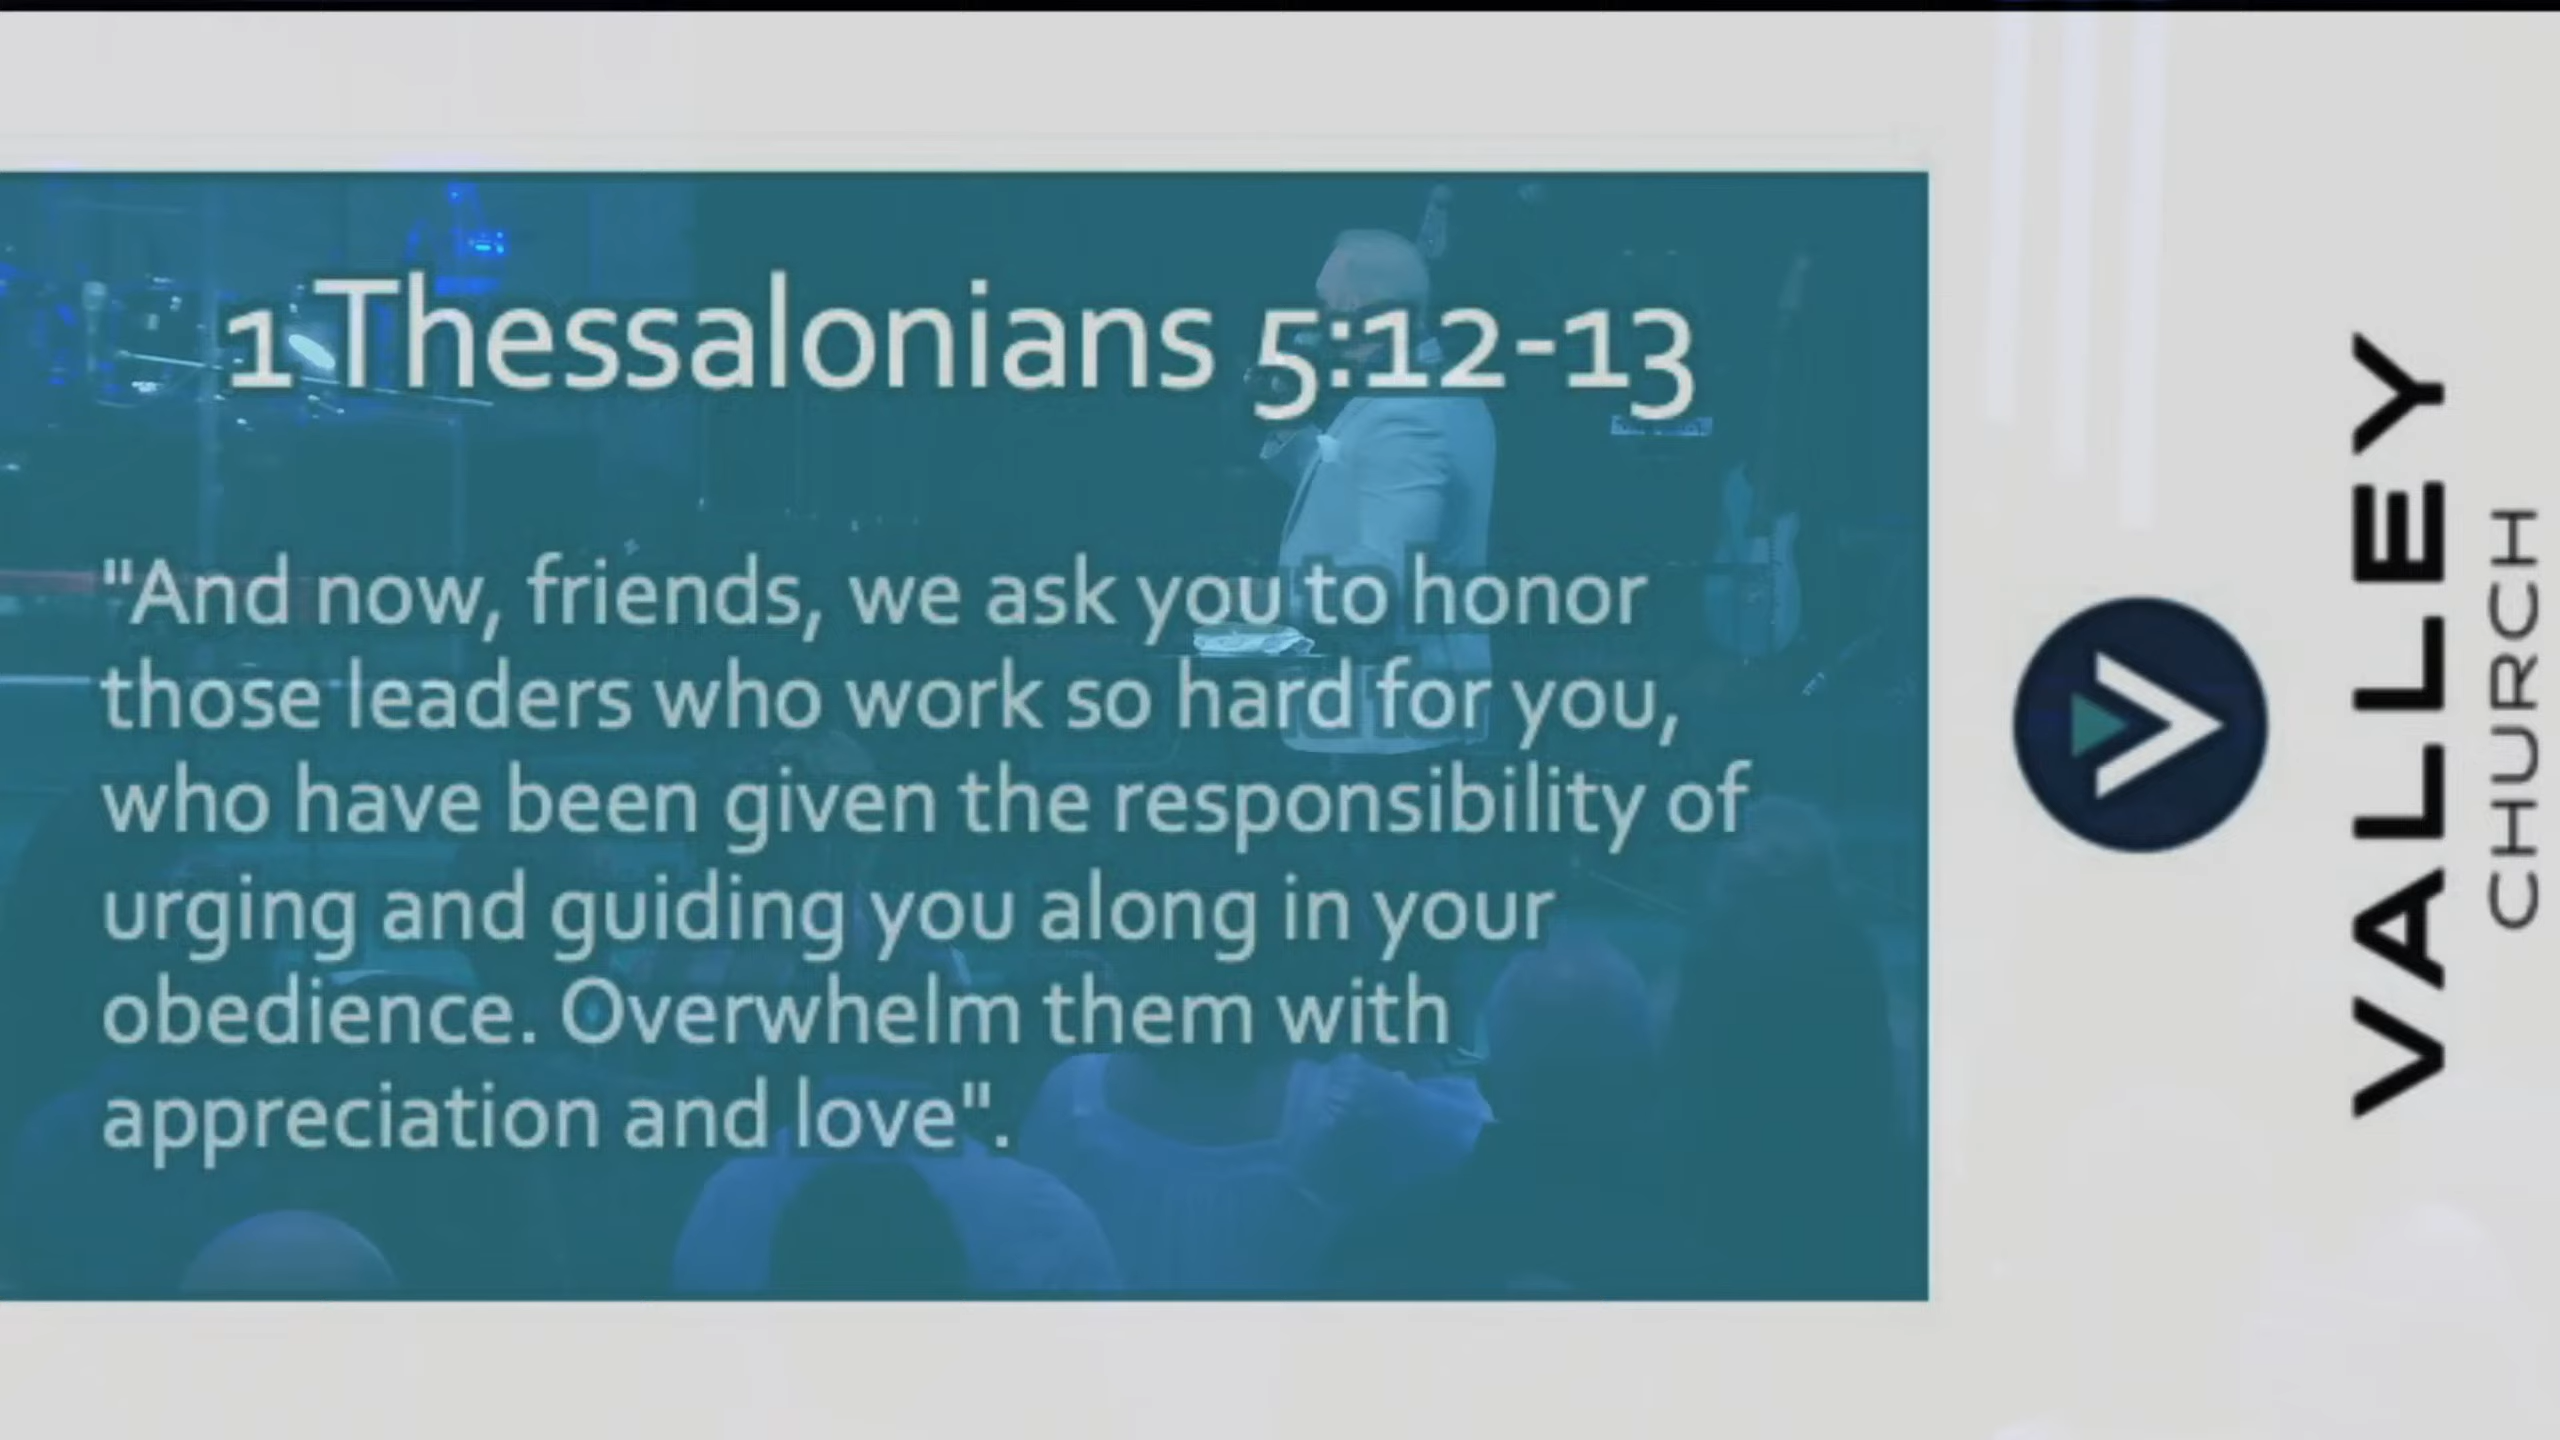 1 Thessalonians 5:12-13
"And now, friends, we ask you to honor
those leaders who work so hard for you,
who have been given the responsibility of
urging and guiding you along in your
obedience. Overwhelm them with
appreciation and love".
VALLEY
CHURCH